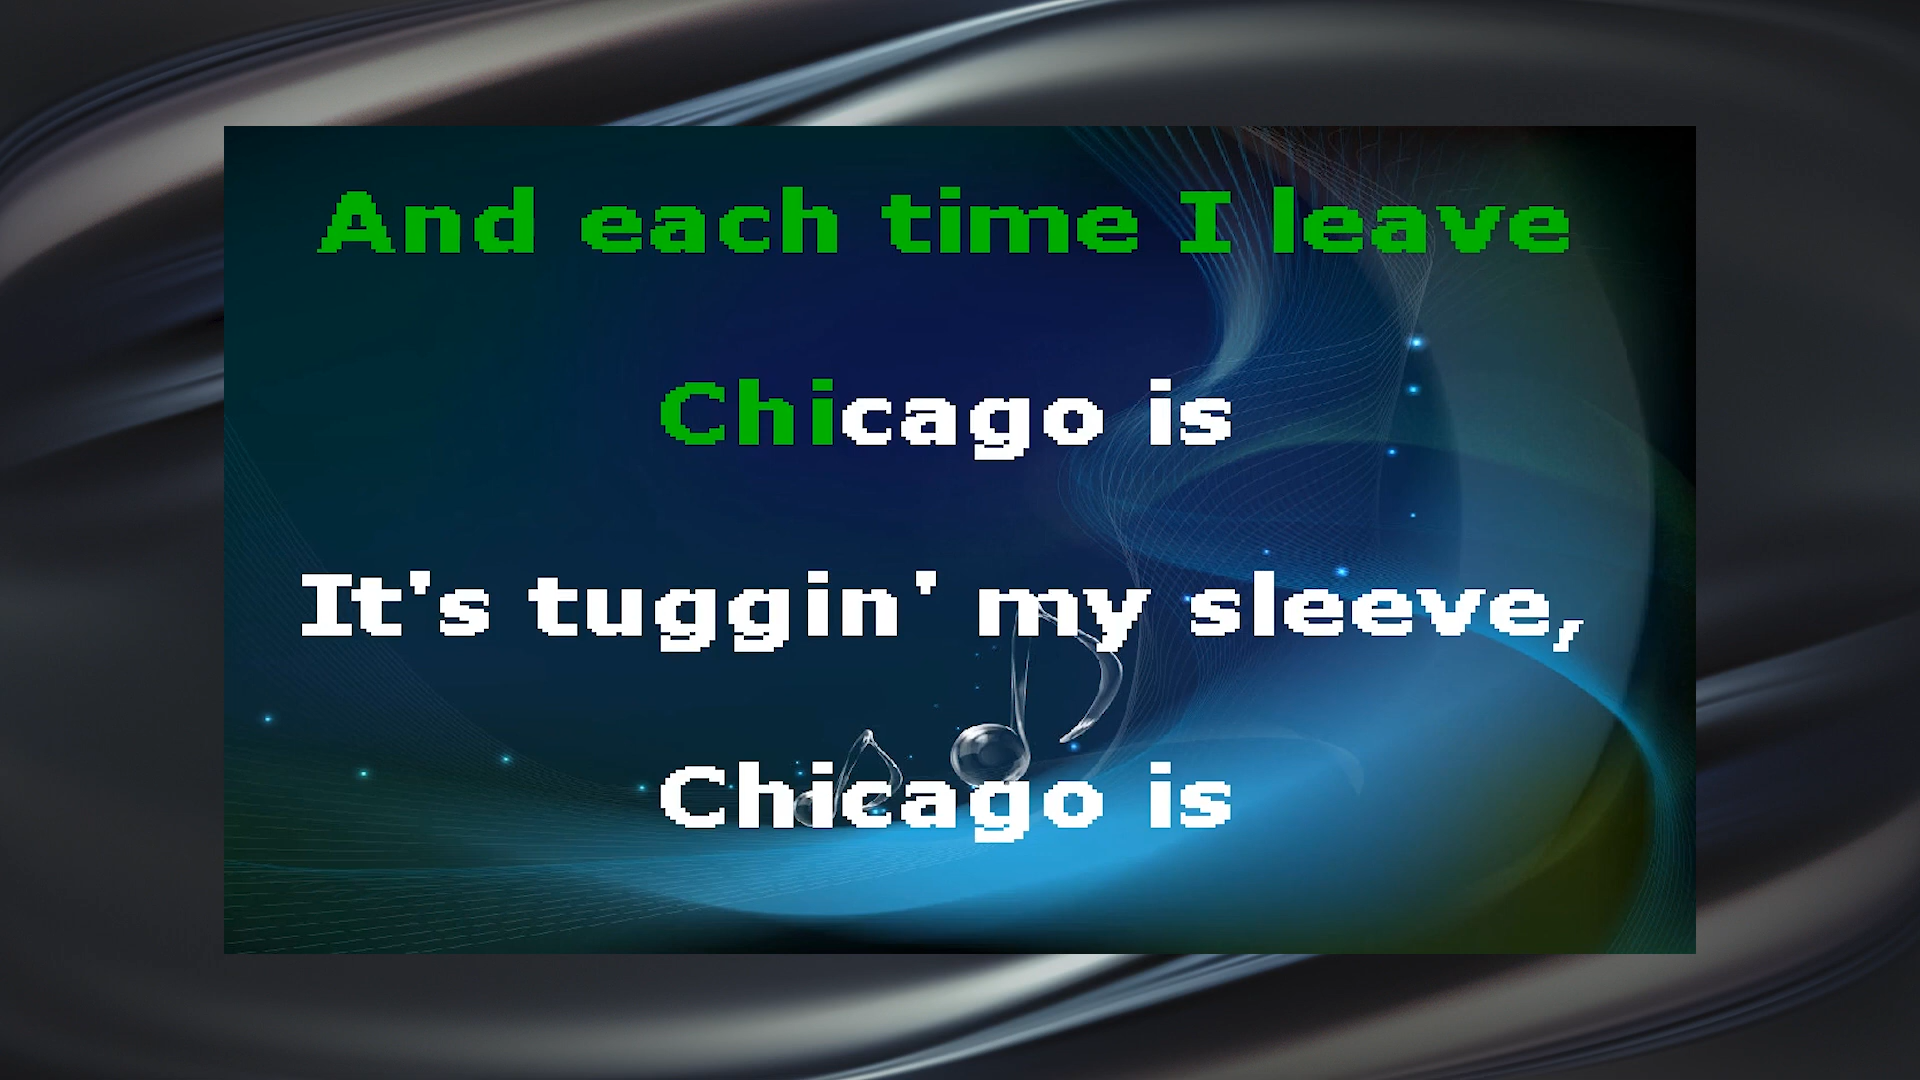 And each time I leave
Chicago is
It's tuggin' my sleeve,
Chicago is